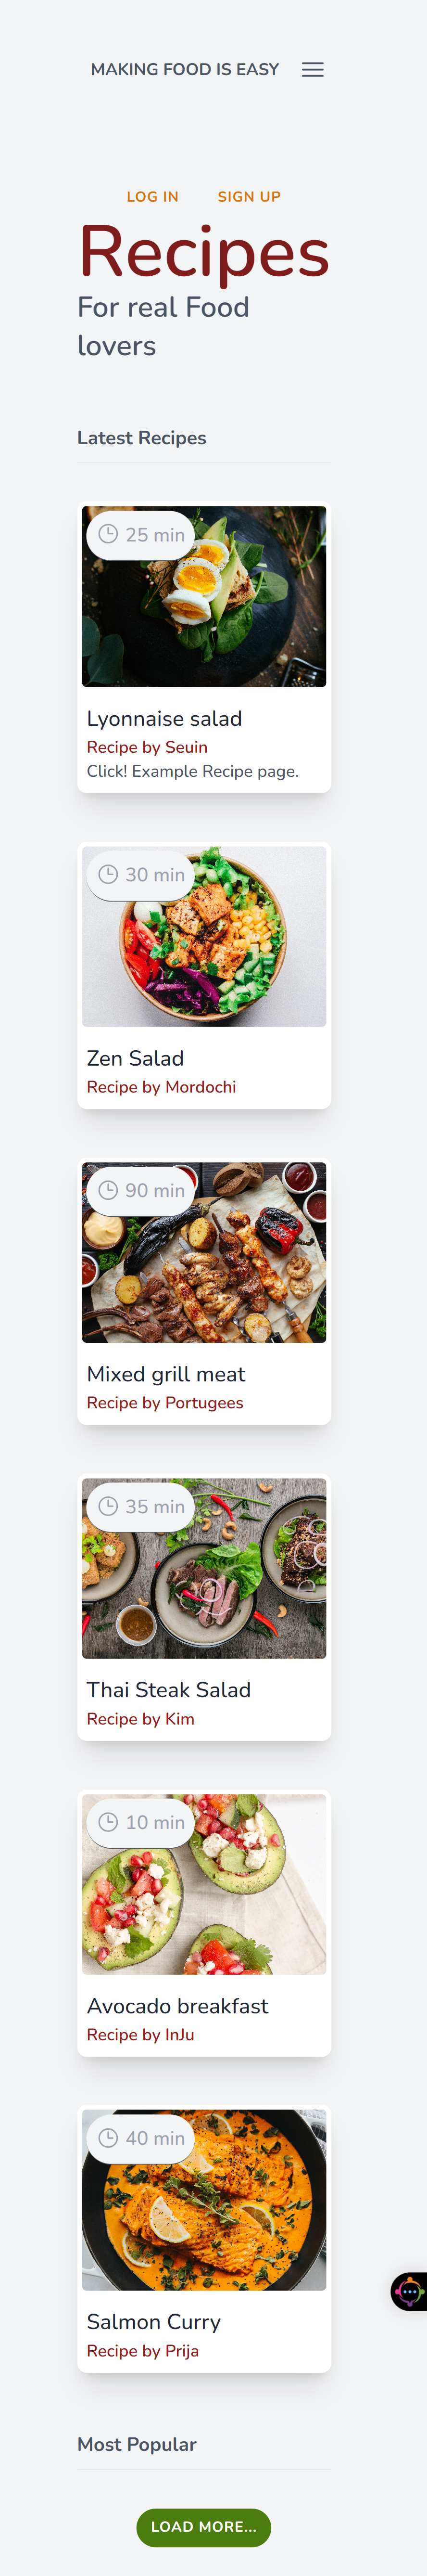 MAKING FOOD IS EASY
LOG IN SIGN UP
Recipes
For real Food
lovers
Latest Recipes
25 min
Lyonnaise salad
Recipe by Seuin
Click! Example Recipe page.
30 min
Zen Salad
Recipe by Mordochi
90 min
Mixed grill meat
Recipe by Portugees
35 min
Thai Steak Salad
Recipe by Kim
10 min
Avocado breakfast
Recipe by InJu
40 min
Salmon Curry
Recipe by Prija
Most Popular
LOAD MORE...